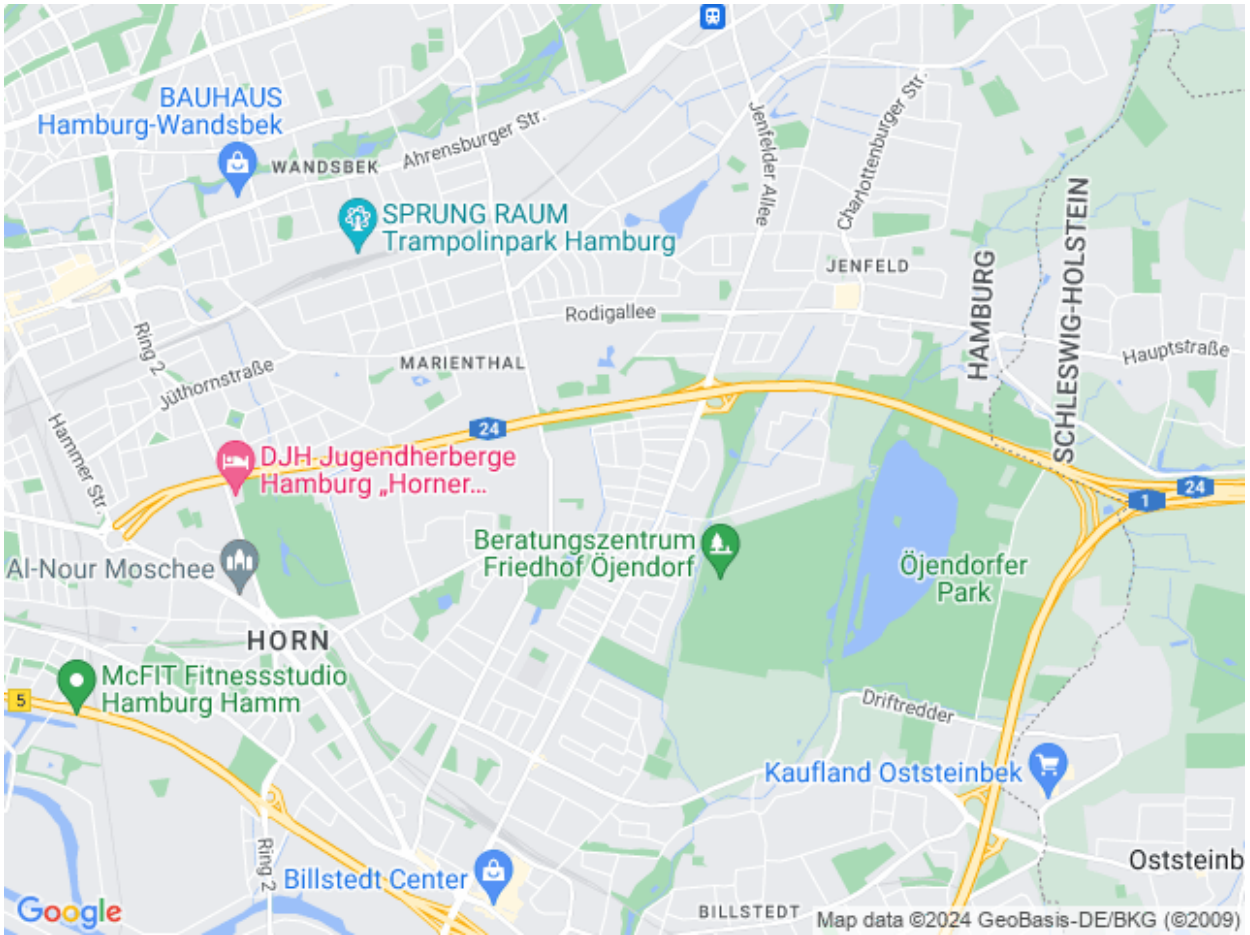 BAUHAUS
Hamburg-Wandsbek
WANDSBEK
Ahrensburger Str.
Jenfelder Allee
Charlottenburger Str.
SPRUNG RAUM
Trampolinpark Hamburg
JENFELD
HAMBURG
SCHLESWIG-HOLSTEIN
Rodigallee
Ring 2
Hauptstraße
MARIENTHAL
Jüthornstraße
Hammer Str.
24
DJH Jugendherberge
Hamburg „Horner...
1
24
Beratungszentrum
Friedhof Öjendorf
Öjendorfer
Park
Al-Nour Moschee
HORN
McFIT Fitnessstudio
Hamburg Hamm
5
Driftredder
Kaufland Oststeinbek
Ring 2
Billstedt Center
Oststeinb
BILLSTEDT
Google
Map data ©2024 GeoBasis-DE/BKG (©2009)